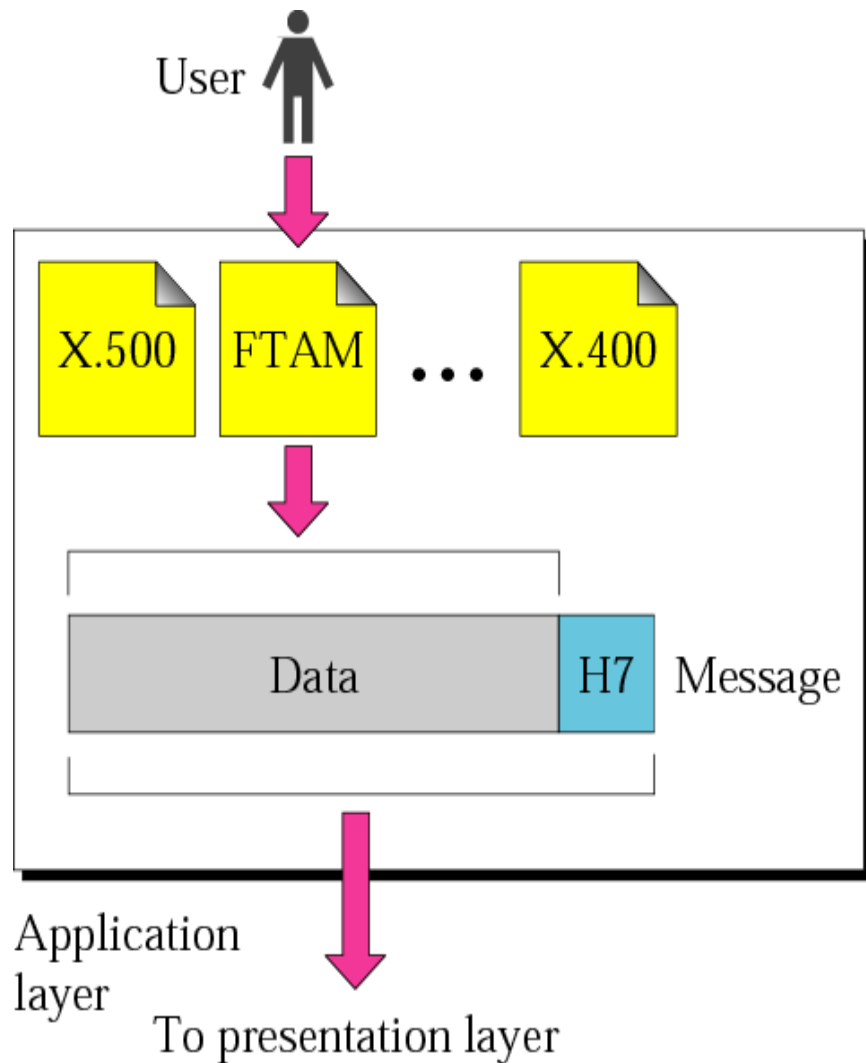 User
X.500 FTAM ... X.400
Data H7 Message
Application
layer
To presentation layer